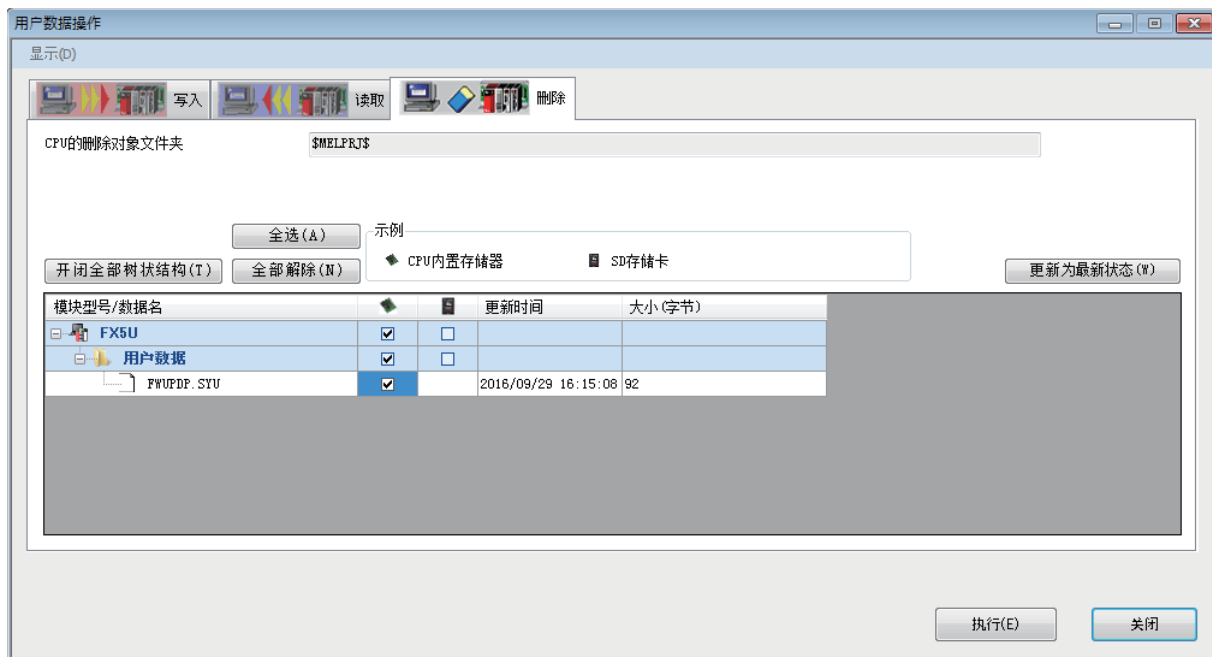 用户数据操作
显示(D)
写入 读取 删除
CPU的删除对象文件夹 $MELPRJ$
全选(A) 示例
CPU内置存储器 SD存储卡
开闭全部树状结构(T) 全部解除(N) 更新为最新状态(W)
模块型号/数据名 更新时间 大小(字节)
FX5U
用户数据
FWUPDP.SYU 2016/09/29 16:15:08 92
执行(E) 关闭